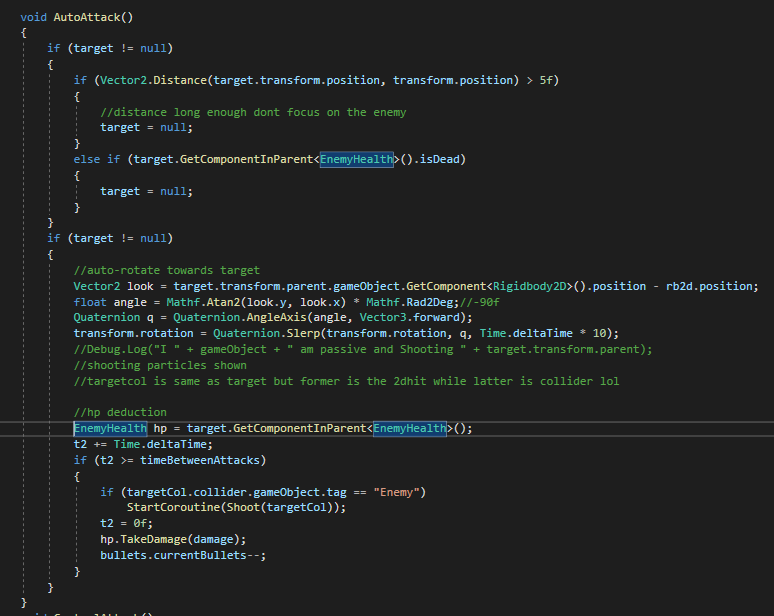 void AutoAttack()
{
if (target != null)
{
if (Vector2.Distance(target.transform.position, transform.position) > 5f)
{
//distance long enough dont focus on the enemy
target = null;
}
else if (target.GetComponentInParent<EnemyHealth>().isDead)
{
target = null;
}
}
if (target != null)
{
//auto-rotate towards target
Vector2 look = target.transform.parent.gameObject.GetComponent<Rigidbody2D>().position - rb2d.position;
float angle = Mathf.Atan2(look.y, look.x) * Mathf.Rad2Deg;//-90f
Quaternion q = Quaternion.AngleAxis(angle, Vector3.forward);
transform.rotation = Quaternion.Slerp(transform.rotation, q, Time.deltaTime * 10);
//Debug.Log("I " + gameObject + " am passive and Shooting " + target.transform.parent);
//shooting particles shown
//targetcol is same as target but former is the 2dhit while latter is collider lol
//hp deduction
EnemyHealth hp = target.GetComponentInParent<EnemyHealth>();
t2 += Time.deltaTime;
if (t2 >= timeBetweenAttacks)
{
if (targetCol.collider.gameObject.tag == "Enemy")
StartCoroutine(Shoot(targetCol));
t2 = 0f;
hp.TakeDamage(damage);
bullets.currentBullets--;
}
}
}